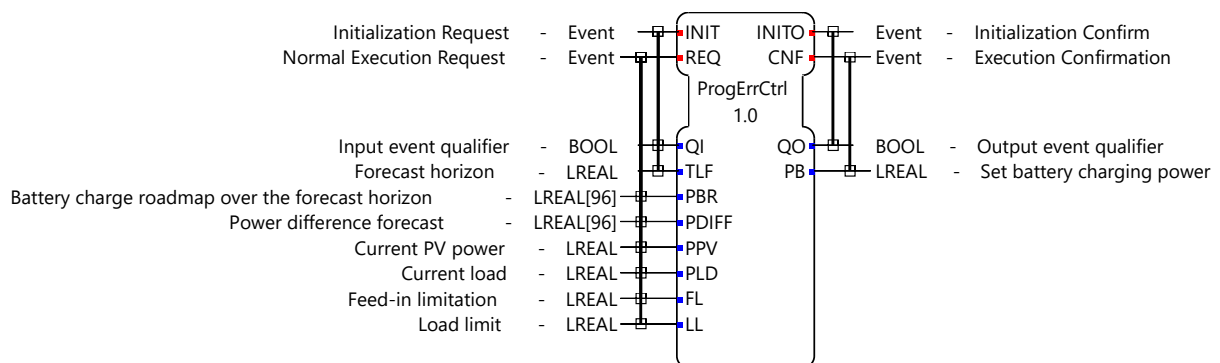 Initialization Request - Event INIT INITO Event - Initialization Confirm
Normal Execution Request - Event REQ CNF Event - Execution Confirmation
ProgErrCtrl
1.0
Input event qualifier - BOOL QI QO BOOL - Output event qualifier
Forecast horizon - LREAL TLF PB LREAL - Set battery charging power
Battery charge roadmap over the forecast horizon - LREAL[96] PBR
Power difference forecast - LREAL[96] PDIFF
Current PV power - LREAL PPV
Current load - LREAL PLD
Feed-in limitation - LREAL FL
Load limit - LREAL LL